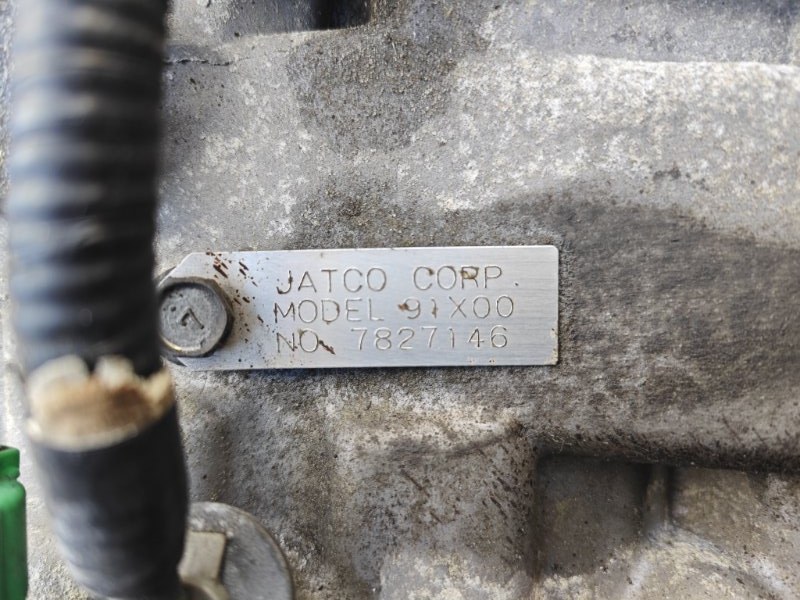 JATCO CORP.
MODEL 91X00
NO. 7827146
7